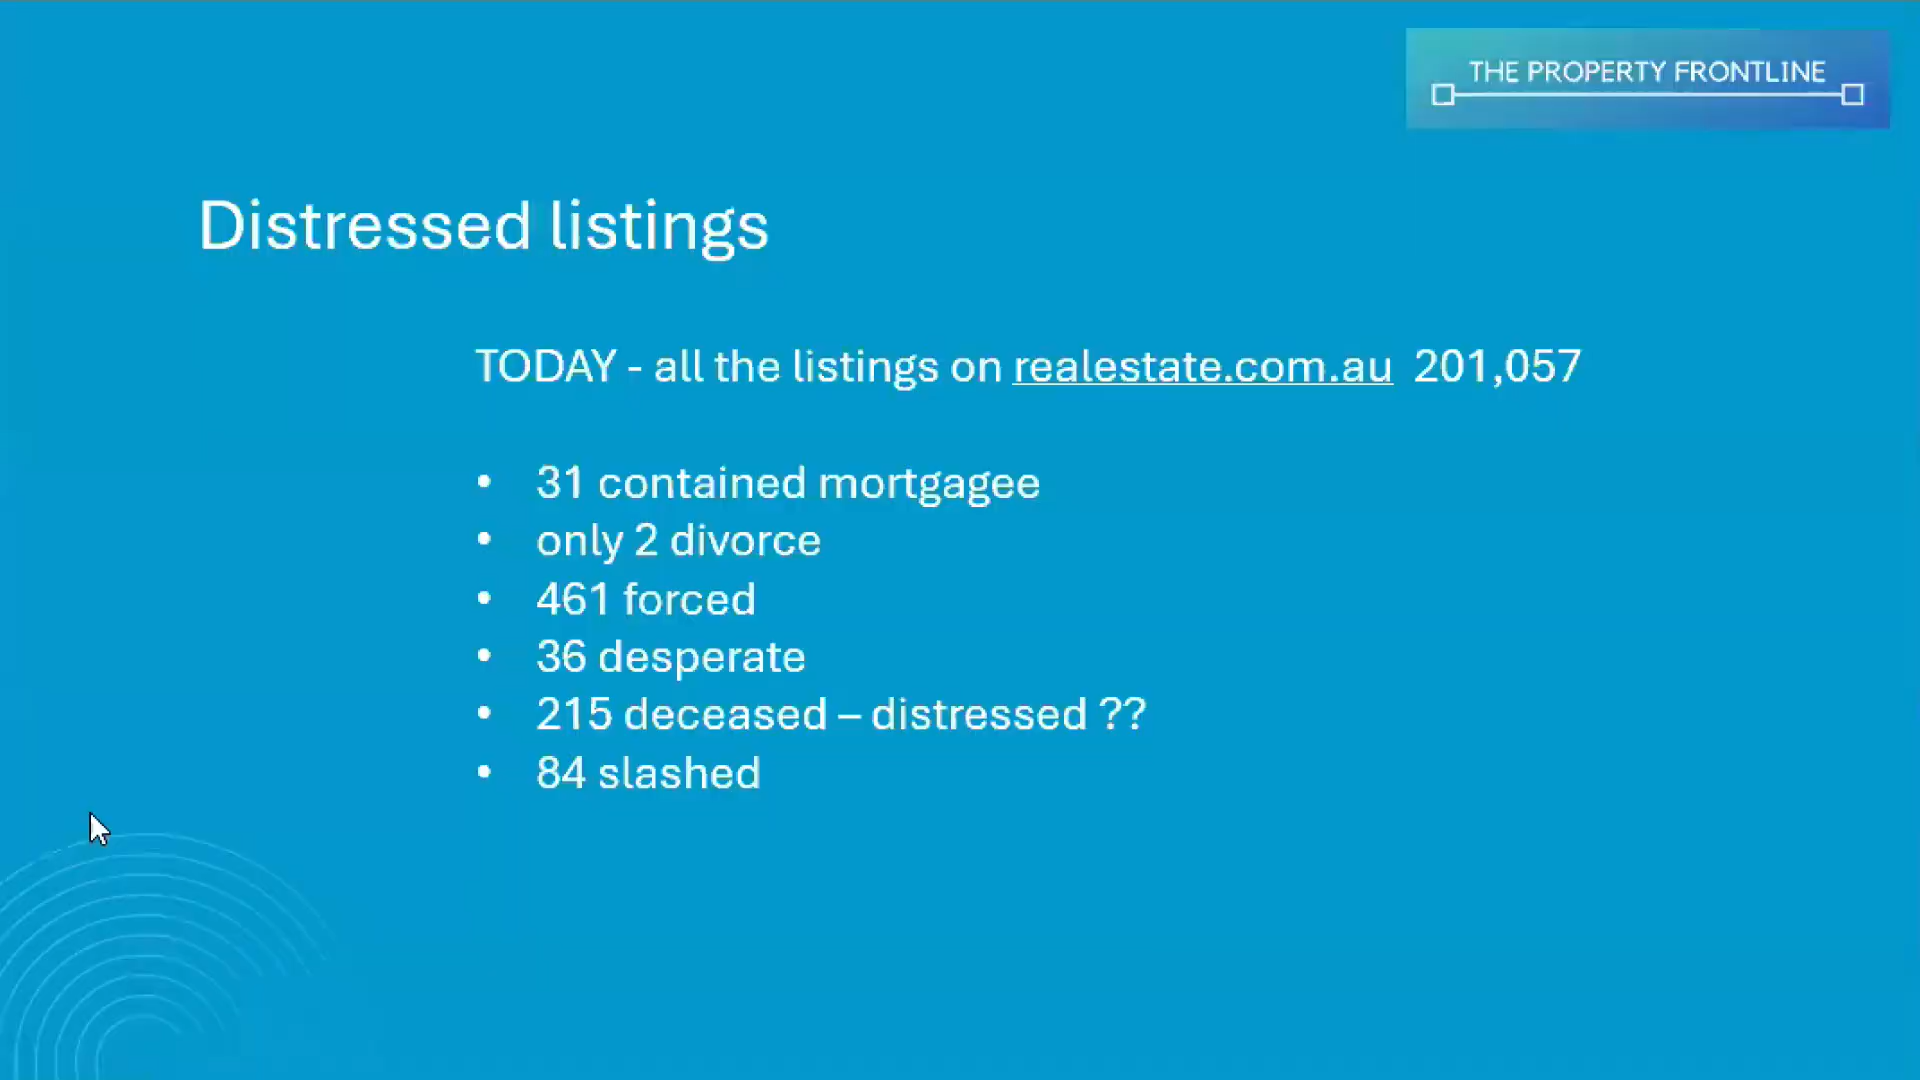 THE PROPERTY FRONTLINE
Distressed listings
TODAY - all the listings on realestate.com.au 201,057
• 31 contained mortgagee
• only 2 divorce
• 461 forced
• 36 desperate
• 215 deceased – distressed ??
• 84 slashed